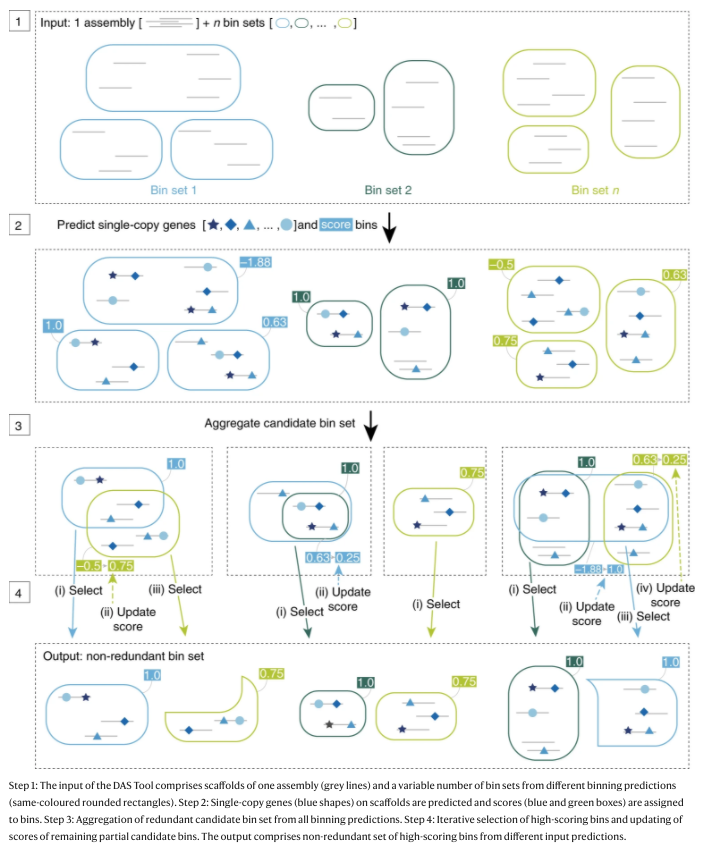 1
Input: 1 assembly [ ] + n bin sets [ , , ... , ]
Bin set 1
Bin set 2
Bin set n
2
Predict single-copy genes [ , , , ... , ]and score bins
–1.88
1.0
0.63
1.0
1.0
–0.5
0.63
0.75
3
Aggregate candidate bin set
1.0
–0.5 0.75
1.0
0.63 0.25
0.75
1.0
0.63 0.25
–1.88 1.0
4
(i) Select
(ii) Update
score
(iii) Select
(i) Select
(ii) Update
score
(i) Select
(i) Select
(ii) Update
score
(iii) Select
(iv) Update
score
Output: non-redundant bin set
1.0
0.75
1.0
0.75
1.0
1.0
Step 1: The input of the DAS Tool comprises scaffolds of one assembly (grey lines) and a variable number of bin sets from different binning predictions
(same-coloured rounded rectangles). Step 2: Single-copy genes (blue shapes) on scaffolds are predicted and scores (blue and green boxes) are assigned
to bins. Step 3: Aggregation of redundant candidate bin set from all binning predictions. Step 4: Iterative selection of high-scoring bins and updating of
scores of remaining partial candidate bins. The output comprises non-redundant set of high-scoring bins from different input predictions.